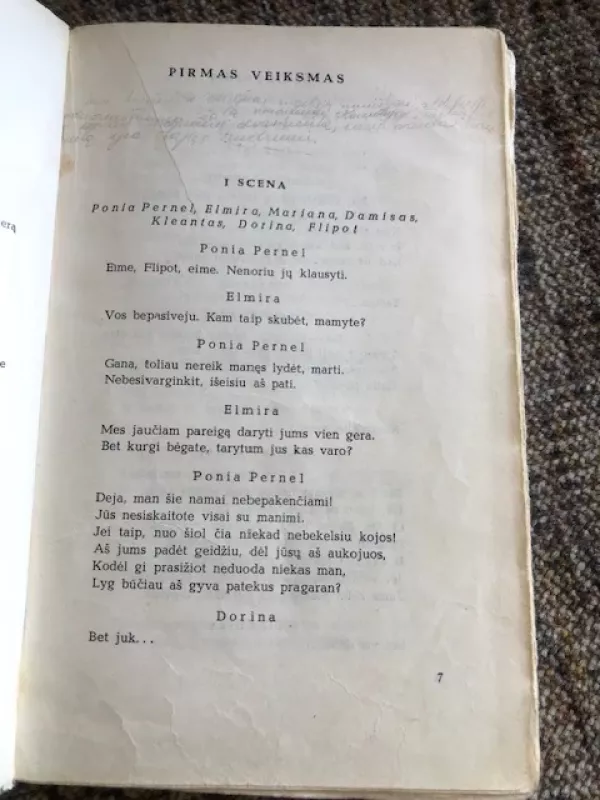 PIRMAS VEIKSMAS
I SCENA
Ponia Pernel, Elmira, Mariana, Damisas,
Kleantas, Dorina, Flipot
Ponia Pernel
Eime, Flipot, eime. Nenoriu jų klausyti.
Elmira
Vos bepasiveju. Kam taip skubėt, mamyte?
Ponia Pernel
Gana, toliau nereik manęs lydėt, marti.
Nebesivarginkit, išeisiu aš pati.
Elmira
Mes jaučiam pareigą daryti jums vien gera.
Bet kurgi bėgate, tarytum jus kas varo?
Ponia Pernel
Deja, man šie namai nebepakenčiami!
Jūs nesiskaitote visai su manimi.
Jei taip, nuo šiol čia niekad nebekelsiu kojos!
Aš jums padėt geidžiu, dėl jūsų aš aukojuos,
Kodėl gi prasižiot neduoda niekas man,
Lyg būčiau aš gyva patekus pragaran?
Dorina
Bet juk...
7